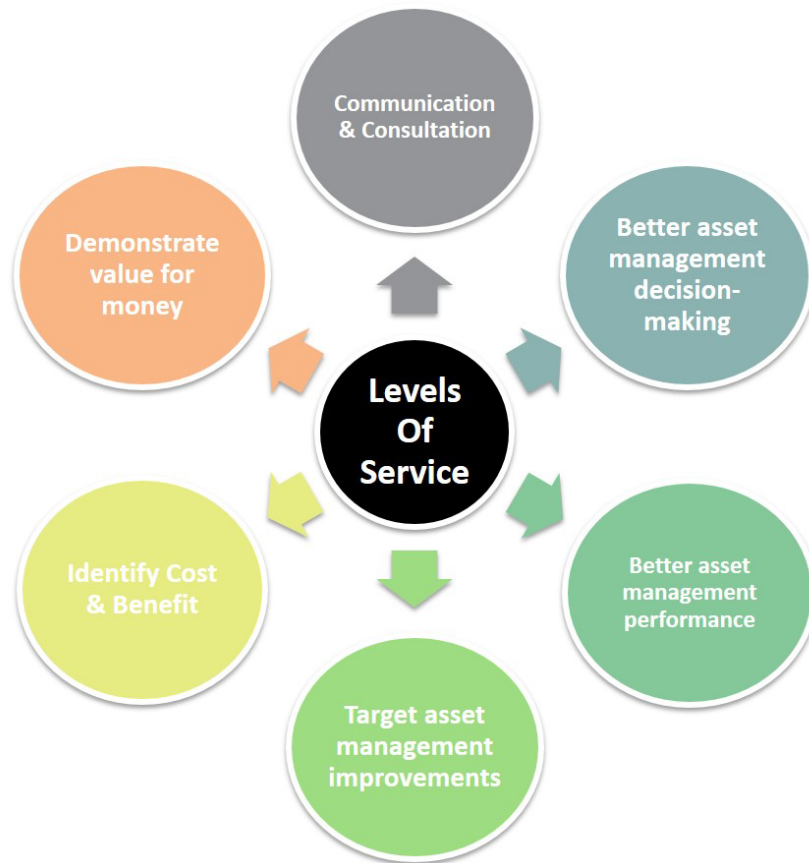 Communication
& Consultation
Better asset
management
decision-
making
Better asset
management
performance
Target asset
management
improvements
Identify Cost
& Benefit
Demonstrate
value for
money
Levels
Of
Service